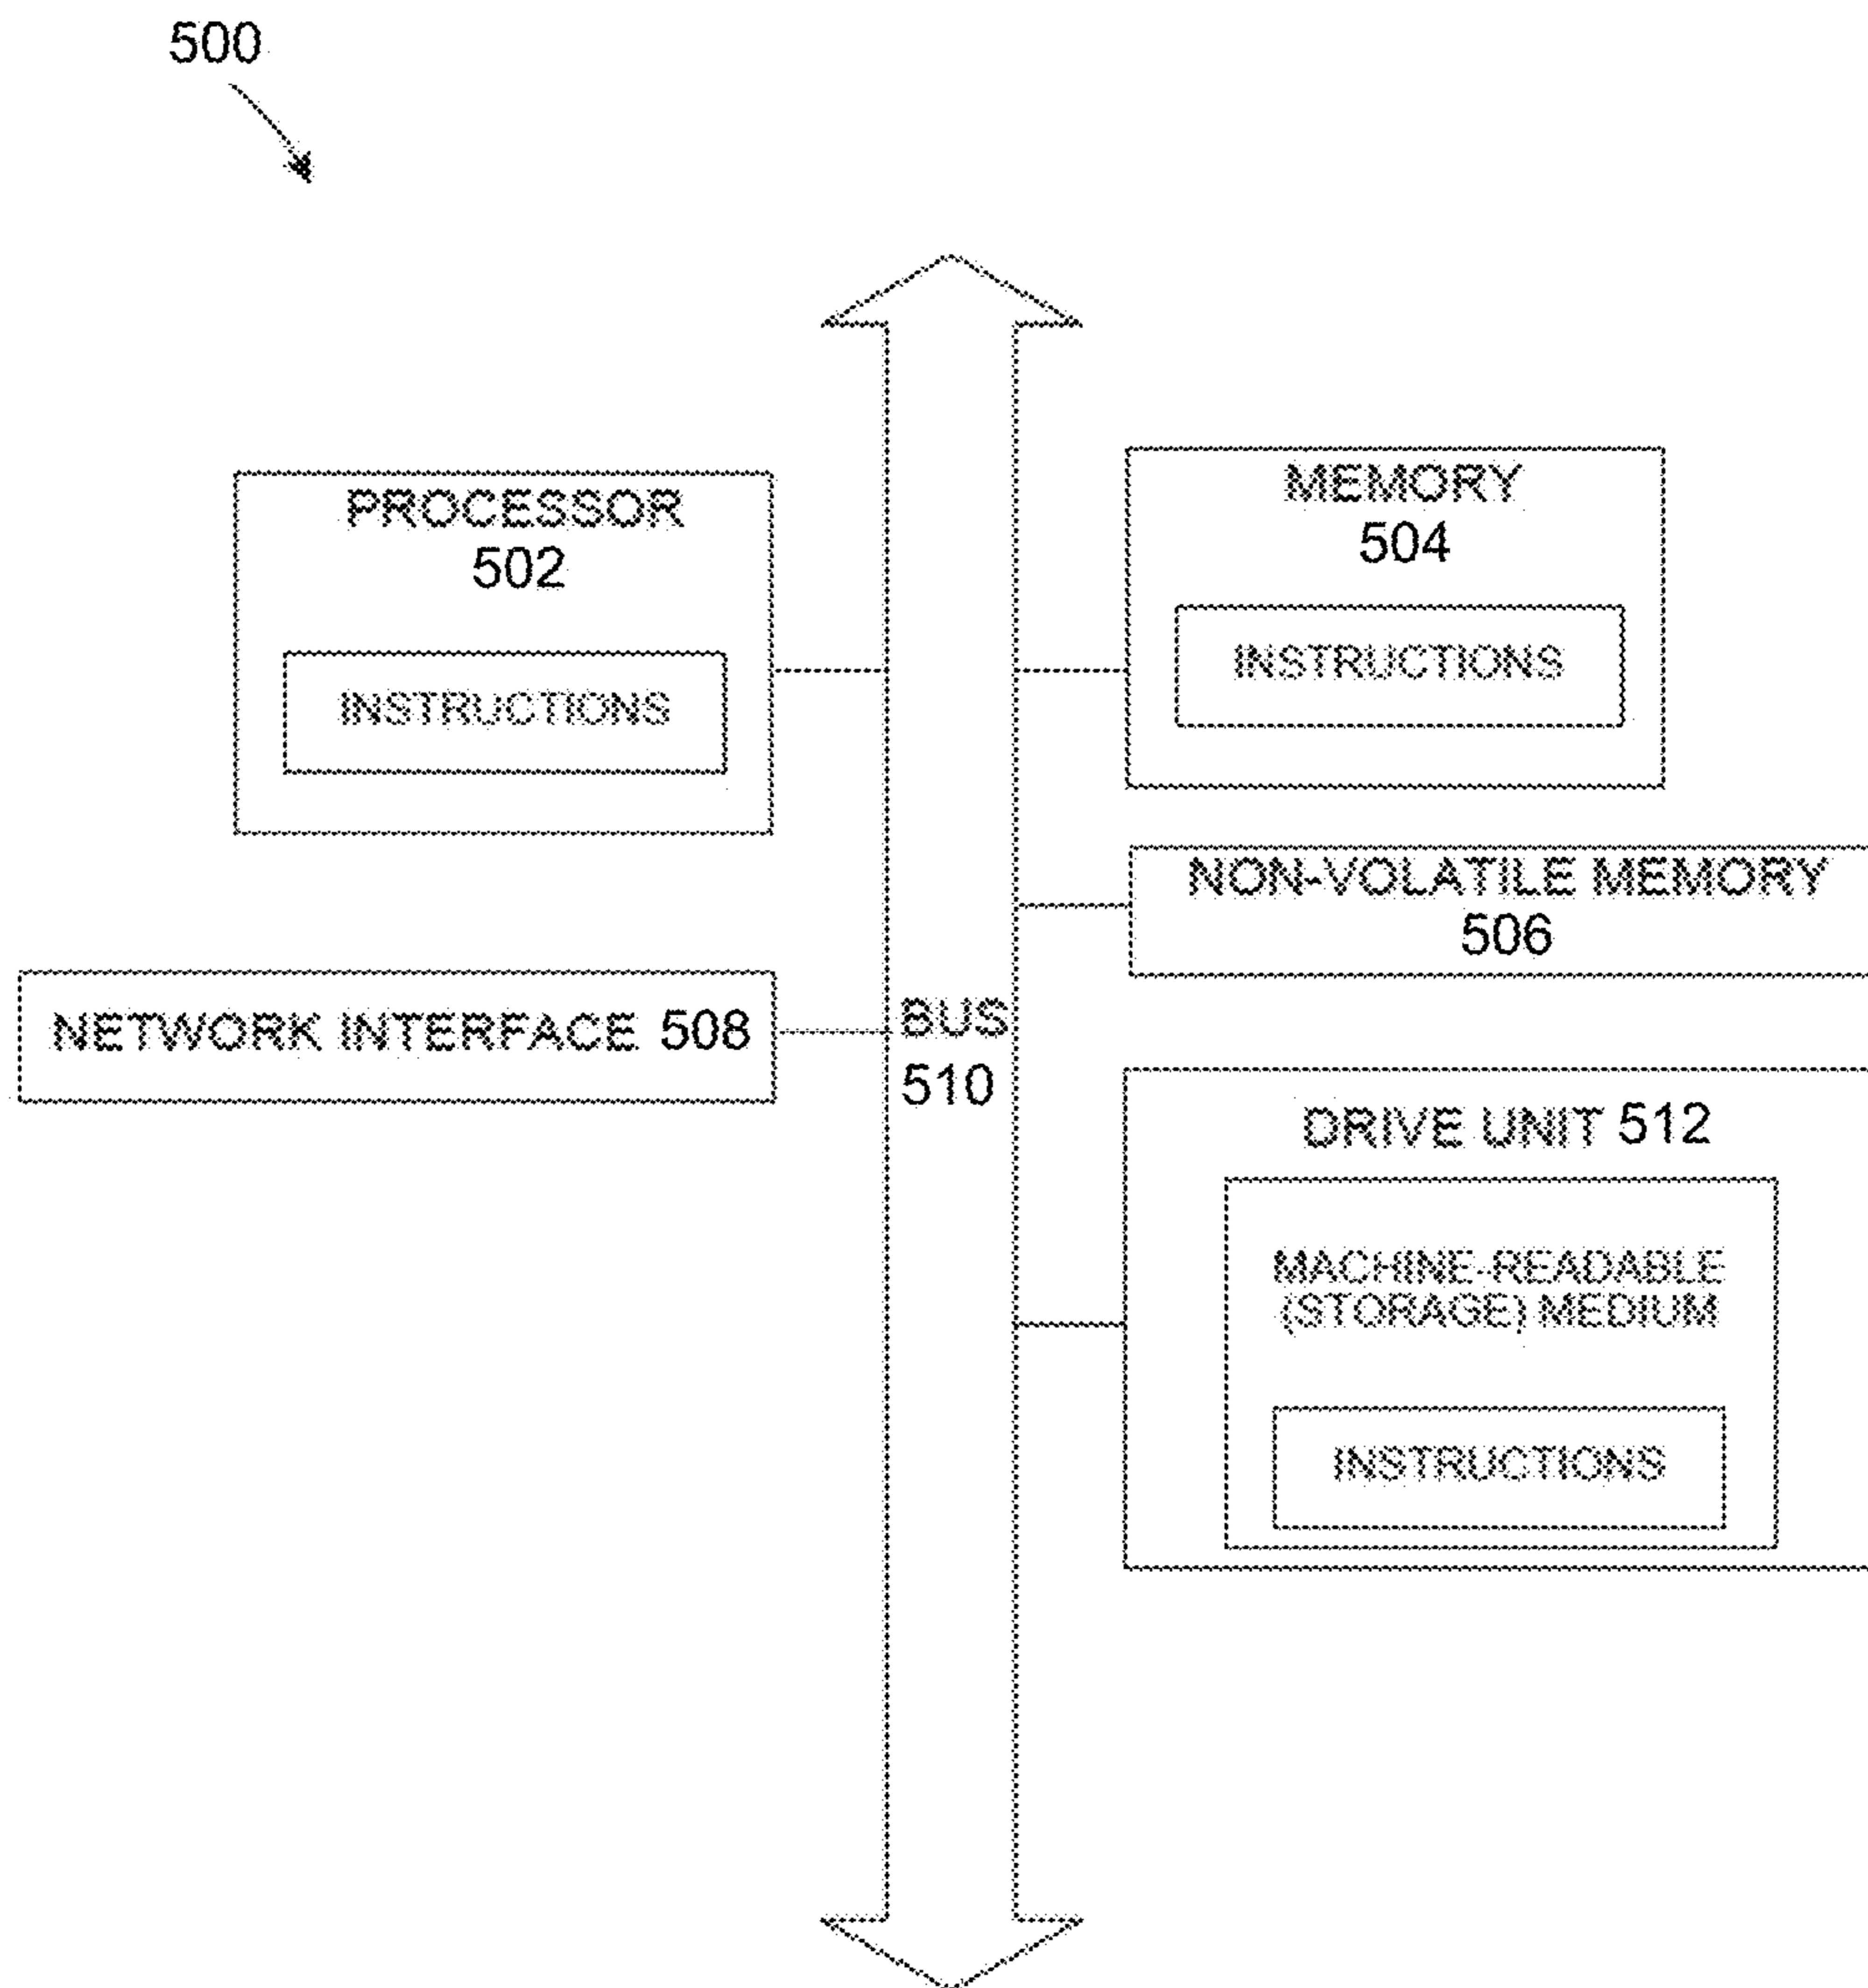 500
PROCESSOR
502
INSTRUCTIONS
MEMORY
504
INSTRUCTIONS
NON-VOLATILE MEMORY
506
NETWORK INTERFACE 508
BUS
510
DRIVE UNIT 512
MACHINE-READABLE
(STORAGE) MEDIUM
INSTRUCTIONS